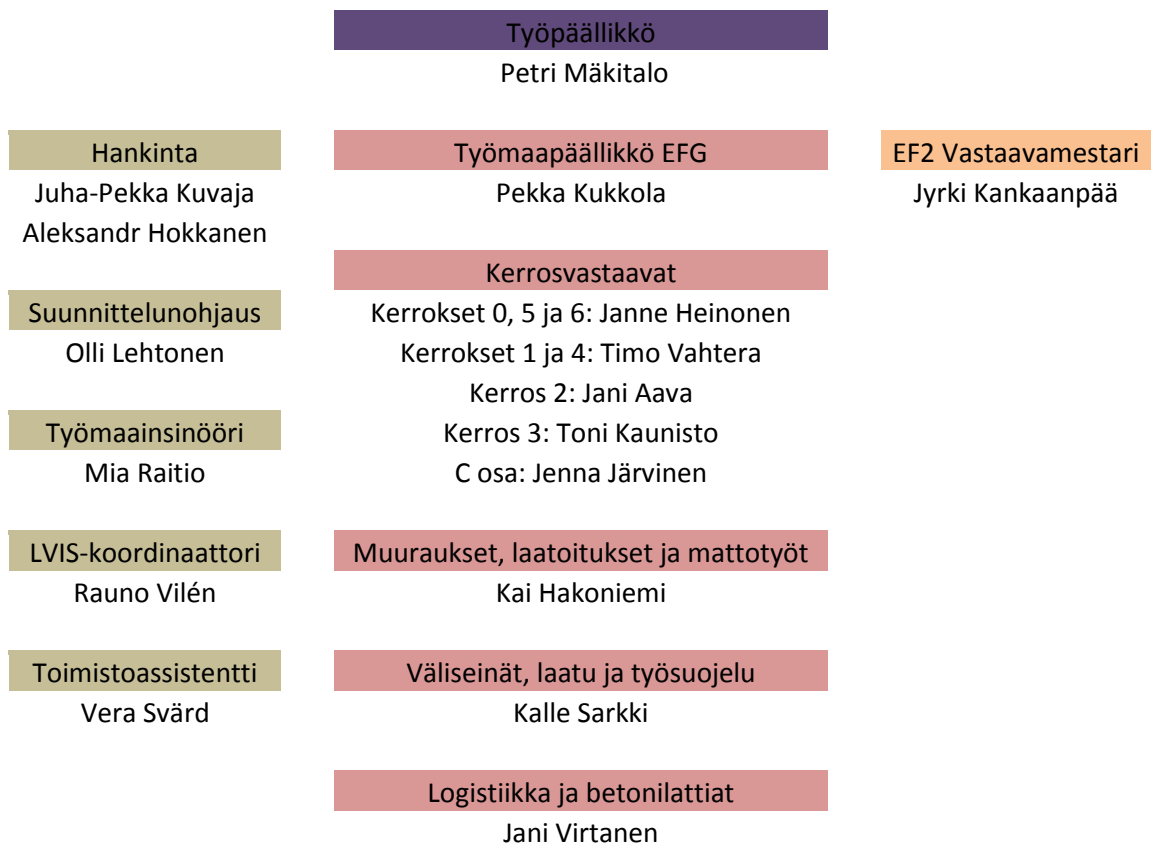 Työpäällikkö
Petri Mäkitalo
Hankinta
Juha-Pekka Kuvaja
Aleksandr Hokkanen
Suunnittelunohjaus
Olli Lehtonen
Työmaainsinööri
Mia Raitio
LVIS-koordinaattori
Rauno Vilén
Toimistoassistentti
Vera Svärd
Työmaapäällikkö EFG
Pekka Kukkola
Kerrosvastaavat
Kerrokset 0, 5 ja 6: Janne Heinonen
Kerrokset 1 ja 4: Timo Vahtera
Kerros 2: Jani Aava
Kerros 3: Toni Kaunisto
C osa: Jenna Järvinen
Muuraukset, laatoitukset ja mattotyöt
Kai Hakoniemi
Väliseinät, laatu ja työsuojelu
Kalle Sarkki
Logistiikka ja betonilattiat
Jani Virtanen
EF2 Vastaavamestari
Jyrki Kankaanpää